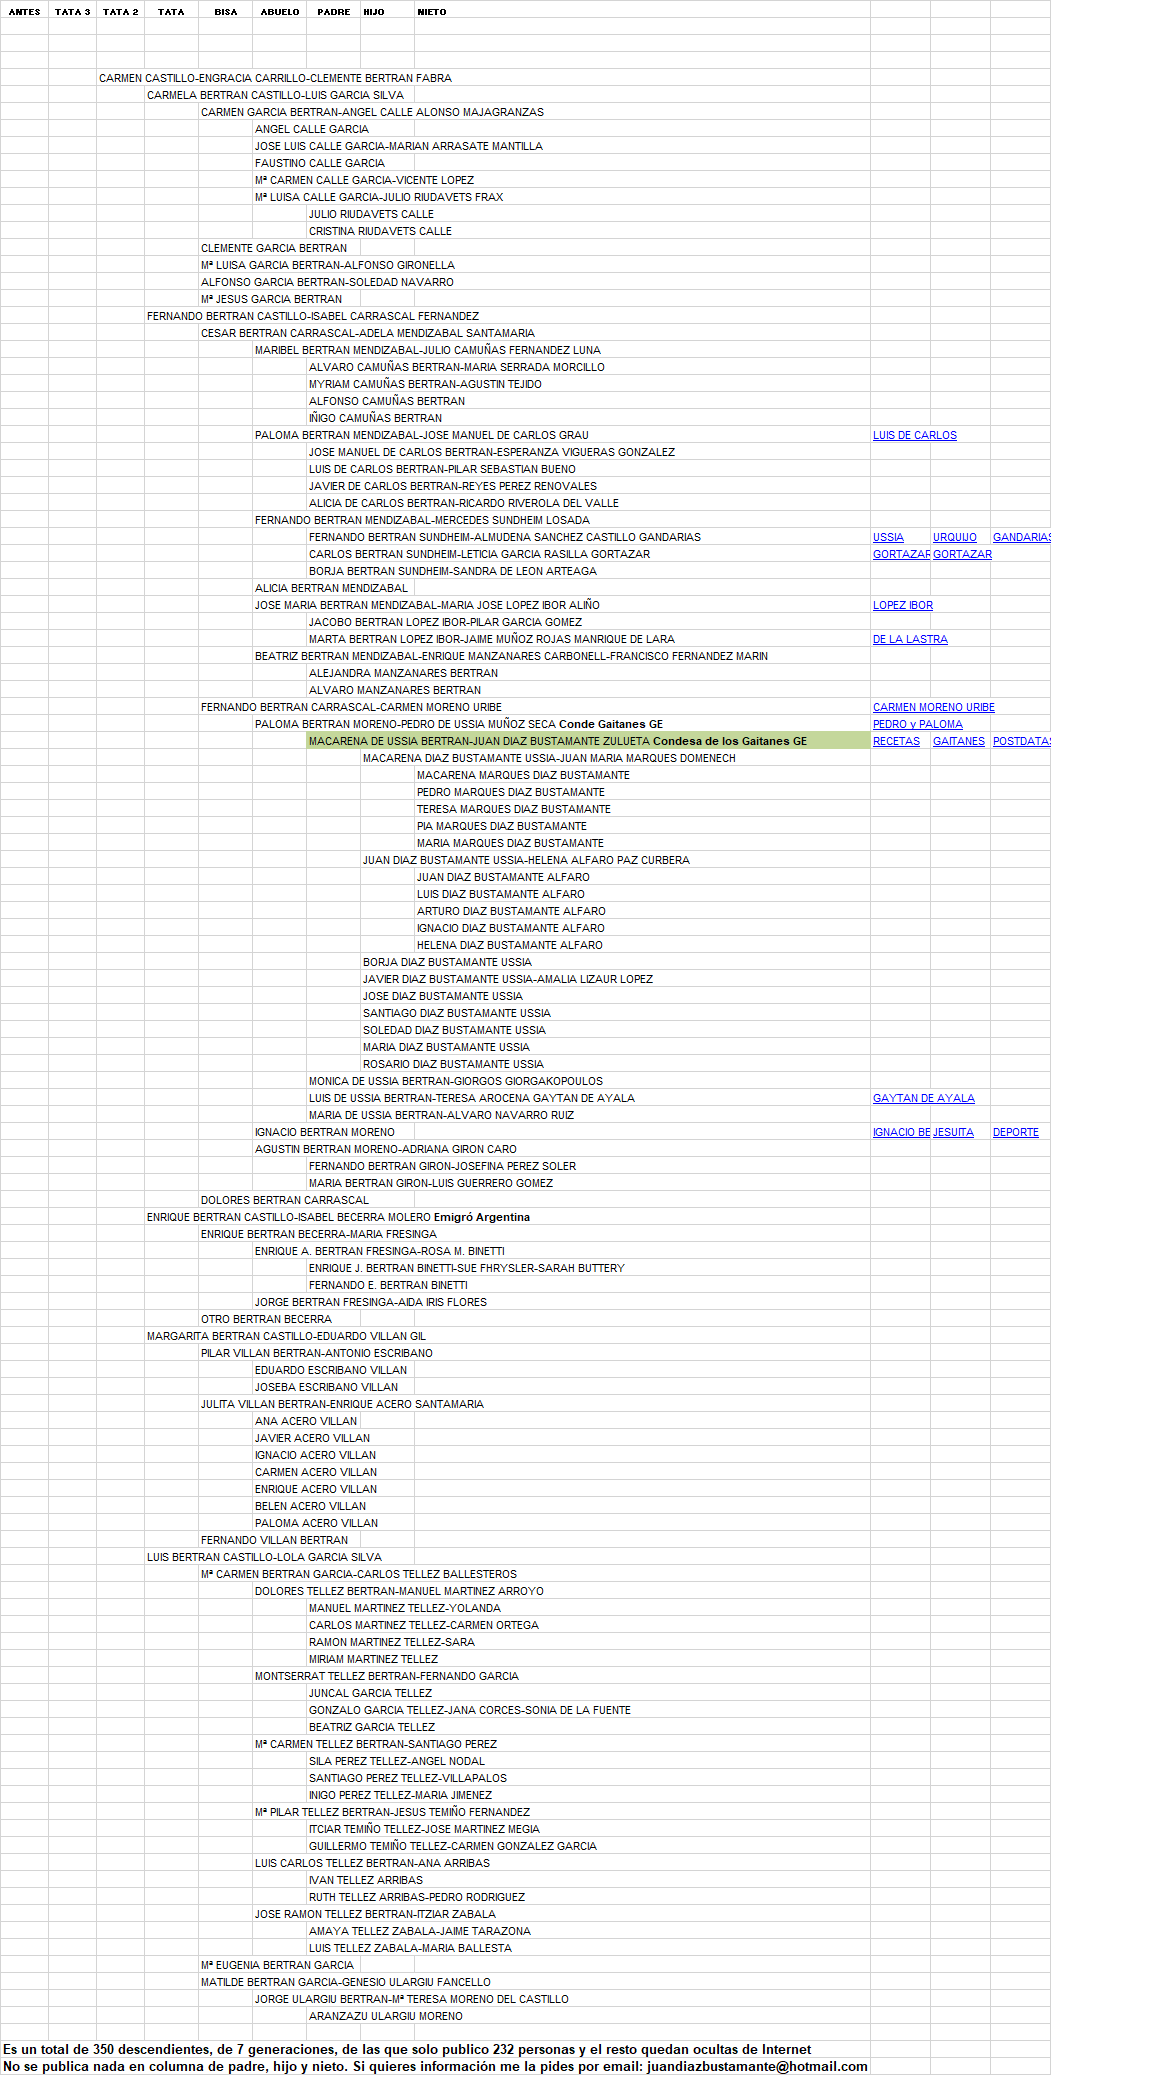 ANTES TATA 3 TATA 2 TATA BISA ABUELO PADRE HIJO NIETO
CARMEN CASTILLO-ENGRACIA CARRILLO-CLEMENTE BERTRAN FABRA
CARMELA BERTRAN CASTILLO-LUIS GARCIA SILVA
CARMEN GARCIA BERTRAN-ANGEL CALLE ALONSO MAJAGRANZAS
ANGEL CALLE GARCIA
JOSE LUIS CALLE GARCIA-MARIAN ARRASATE MANTILLA
FAUSTINO CALLE GARCIA
Mª CARMEN CALLE GARCIA-VICENTE LOPEZ
Mª LUISA CALLE GARCIA-JULIO RIUDAVETS FRAX
JULIO RIUDAVETS CALLE
CRISTINA RIUDAVETS CALLE
CLEMENTE GARCIA BERTRAN
Mª LUISA GARCIA BERTRAN-ALFONSO GIRONELLA
ALFONSO GARCIA BERTRAN-SOLEDAD NAVARRO
Mª JESUS GARCIA BERTRAN
FERNANDO BERTRAN CASTILLO-ISABEL CARRASCAL FERNANDEZ
CESAR BERTRAN CARRASCAL-ADELA MENDIZABAL SANTAMARIA
MARIBEL BERTRAN MENDIZABAL-JULIO CAMUÑAS FERNANDEZ LUNA
ALVARO CAMUÑAS BERTRAN-MARIA SERRADA MORCILLO
MYRIAM CAMUÑAS BERTRAN-AGUSTIN TEJIDO
ALFONSO CAMUÑAS BERTRAN
IÑIGO CAMUÑAS BERTRAN
PALOMA BERTRAN MENDIZABAL-JOSE MANUEL DE CARLOS GRAU LUIS DE CARLOS
JOSE MANUEL DE CARLOS BERTRAN-ESPERANZA VIGUERAS GONZALEZ
LUIS DE CARLOS BERTRAN-PILAR SEBASTIAN BUENO
JAVIER DE CARLOS BERTRAN-REYES PEREZ RENOVALES
ALICIA DE CARLOS BERTRAN-RICARDO RIVEROLA DEL VALLE
FERNANDO BERTRAN MENDIZABAL-MERCEDES SUNDHEIM LOSADA
FERNANDO BERTRAN SUNDHEIM-ALMUDENA SANCHEZ CASTILLO GANDARIAS USSIA URQUIJO GANDARIAS
CARLOS BERTRAN SUNDHEIM-LETICIA GARCIA RASILLA GORTAZAR GORTAZAR GORTAZAR
BORJA BERTRAN SUNDHEIM-SANDRA DE LEON ARTEAGA
ALICIA BERTRAN MENDIZABAL
JOSE MARIA BERTRAN MENDIZABAL-MARIA JOSE LOPEZ IBOR ALIÑO LOPEZ IBOR
JACOBO BERTRAN LOPEZ IBOR-PILAR GARCIA GOMEZ
MARTA BERTRAN LOPEZ IBOR-JAIME MUÑOZ ROJAS MANRIQUE DE LARA DE LA LASTRA
BEATRIZ BERTRAN MENDIZABAL-ENRIQUE MANZANARES CARBONELL-FRANCISCO FERNANDEZ MARIN
ALEJANDRA MANZANARES BERTRAN
ALVARO MANZANARES BERTRAN
FERNANDO BERTRAN CARRASCAL-CARMEN MORENO URIBE CARMEN MORENO URIBE
PALOMA BERTRAN MORENO-PEDRO DE USSIA MUÑOZ SECA Conde Gaitanes GE PEDRO y PALOMA
MACARENA DE USSIA BERTRAN-JUAN DIAZ BUSTAMANTE ZULUETA Condesa de los Gaitanes GE RECETAS GAITANES POSTDATAS
MACARENA DIAZ BUSTAMANTE USSIA-JUAN MARIA MARQUES DOMENECH
MACARENA MARQUES DIAZ BUSTAMANTE
PEDRO MARQUES DIAZ BUSTAMANTE
TERESA MARQUES DIAZ BUSTAMANTE
PIA MARQUES DIAZ BUSTAMANTE
MARIA MARQUES DIAZ BUSTAMANTE
JUAN DIAZ BUSTAMANTE USSIA-HELENA ALFARO PAZ CURBERA
JUAN DIAZ BUSTAMANTE ALFARO
LUIS DIAZ BUSTAMANTE ALFARO
ARTURO DIAZ BUSTAMANTE ALFARO
IGNACIO DIAZ BUSTAMANTE ALFARO
HELENA DIAZ BUSTAMANTE ALFARO
BORJA DIAZ BUSTAMANTE USSIA
JAVIER DIAZ BUSTAMANTE USSIA-AMALIA LIZAUR LOPEZ
JOSE DIAZ BUSTAMANTE USSIA
SANTIAGO DIAZ BUSTAMANTE USSIA
SOLEDAD DIAZ BUSTAMANTE USSIA
MARIA DIAZ BUSTAMANTE USSIA
ROSARIO DIAZ BUSTAMANTE USSIA
MONICA DE USSIA BERTRAN-GIORGOS GIORGAKOPOULOS
LUIS DE USSIA BERTRAN-TERESA AROCENA GAYTAN DE AYALA GAYTAN DE AYALA
MARIA DE USSIA BERTRAN-ALVARO NAVARRO RUIZ
IGNACIO BERTRAN MORENO IGNACIO BE JESUITA DEPORTE
AGUSTIN BERTRAN MORENO-ADRIANA GIRON CARO
FERNANDO BERTRAN GIRON-JOSEFINA PEREZ SOLER
MARIA BERTRAN GIRON-LUIS GUERRERO GOMEZ
DOLORES BERTRAN CARRASCAL
ENRIQUE BERTRAN CASTILLO-ISABEL BECERRA MOLERO Emigró Argentina
ENRIQUE BERTRAN BECERRA-MARIA FRESINGA
ENRIQUE A. BERTRAN FRESINGA-ROSA M. BINETTI
ENRIQUE J. BERTRAN BINETTI-SUE FHRYSLER-SARAH BUTTERY
FERNANDO E. BERTRAN BINETTI
JORGE BERTRAN FRESINGA-AIDA IRIS FLORES
OTRO BERTRAN BECERRA
MARGARITA BERTRAN CASTILLO-EDUARDO VILLAN GIL
PILAR VILLAN BERTRAN-ANTONIO ESCRIBANO
EDUARDO ESCRIBANO VILLAN
JOSEBA ESCRIBANO VILLAN
JULITA VILLAN BERTRAN-ENRIQUE ACERO SANTAMARIA
ANA ACERO VILLAN
JAVIER ACERO VILLAN
IGNACIO ACERO VILLAN
CARMEN ACERO VILLAN
ENRIQUE ACERO VILLAN
BELEN ACERO VILLAN
PALOMA ACERO VILLAN
FERNANDO VILLAN BERTRAN
LUIS BERTRAN CASTILLO-LOLA GARCIA SILVA
Mª CARMEN BERTRAN GARCIA-CARLOS TELLEZ BALLESTEROS
DOLORES TELLEZ BERTRAN-MANUEL MARTINEZ ARROYO
MANUEL MARTINEZ TELLEZ-YOLANDA
CARLOS MARTINEZ TELLEZ-CARMEN ORTEGA
RAMON MARTINEZ TELLEZ-SARA
MIRIAM MARTINEZ TELLEZ
MONTSERRAT TELLEZ BERTRAN-FERNANDO GARCIA
JUNCAL GARCIA TELLEZ
GONZALO GARCIA TELLEZ-JANA CORCES-SONIA DE LA FUENTE
BEATRIZ GARCIA TELLEZ
Mª CARMEN TELLEZ BERTRAN-SANTIAGO PEREZ
SILA PEREZ TELLEZ-ANGEL NODAL
SANTIAGO PEREZ TELLEZ-VILLAPALOS
INIGO PEREZ TELLEZ-MARIA JIMENEZ
Mª PILAR TELLEZ BERTRAN-JESUS TEMIÑO FERNANDEZ
ITCIAR TEMIÑO TELLEZ-JOSE MARTINEZ MEGIA
GUILLERMO TEMIÑO TELLEZ-CARMEN GONZALEZ GARCIA
LUIS CARLOS TELLEZ BERTRAN-ANA ARRIBAS
IVAN TELLEZ ARRIBAS
RUTH TELLEZ ARRIBAS-PEDRO RODRIGUEZ
JOSE RAMON TELLEZ BERTRAN-ITZIAR ZABALA
AMAYA TELLEZ ZABALA-JAIME TARAZONA
LUIS TELLEZ ZABALA-MARIA BALLESTA
Mª EUGENIA BERTRAN GARCIA
MATILDE BERTRAN GARCIA-GENESIO ULARGIU FANCELLO
JORGE ULARGIU BERTRAN-Mª TERESA MORENO DEL CASTILLO
ARANZAZU ULARGIU MORENO
Es un total de 350 descendientes, de 7 generaciones, de las que solo publico 232 personas y el resto quedan ocultas de Internet
No se publica nada en columna de padre, hijo y nieto. Si quieres información me la pides por email: juandiazbustamante@hotmail.com